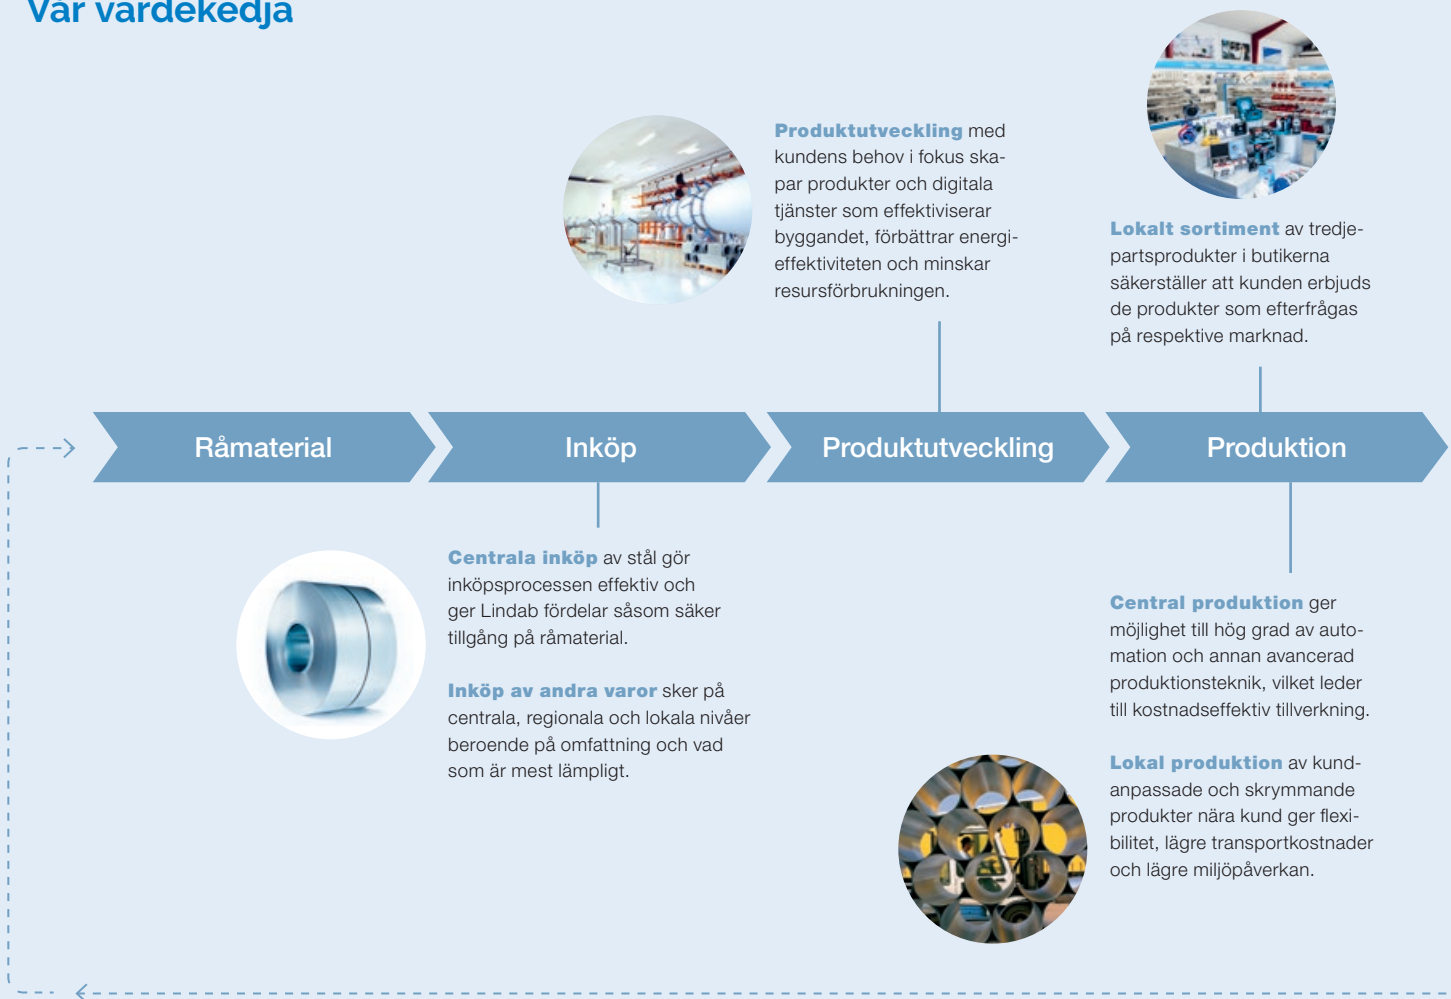 Vår värdekedja
Produktutveckling med
kundens behov i fokus ska-
par produkter och digitala
tjänster som effektiviserar
byggandet, förbättrar energi-
effektiviteten och minskar
resursförbrukningen.
Lokalt sortiment av tredje-
partsprodukter i butikerna
säkerställer att kunden erbjuds
de produkter som efterfrågas
på respektive marknad.
Råmaterial
Inköp
Produktutveckling
Produktion
Centrala inköp av stål gör
inköpsprocessen effektiv och
ger Lindab fördelar såsom säker
tillgång på råmaterial.
Inköp av andra varor sker på
centrala, regionala och lokala nivåer
beroende på omfattning och vad
som är mest lämpligt.
Central produktion ger
möjlighet till hög grad av auto-
mation och annan avancerad
produktionsteknik, vilket leder
till kostnadseffektiv tillverkning.
Lokal produktion av kund-
anpassade och skrymmande
produkter nära kund ger flexi-
bilitet, lägre transportkostnader
och lägre miljöpåverkan.